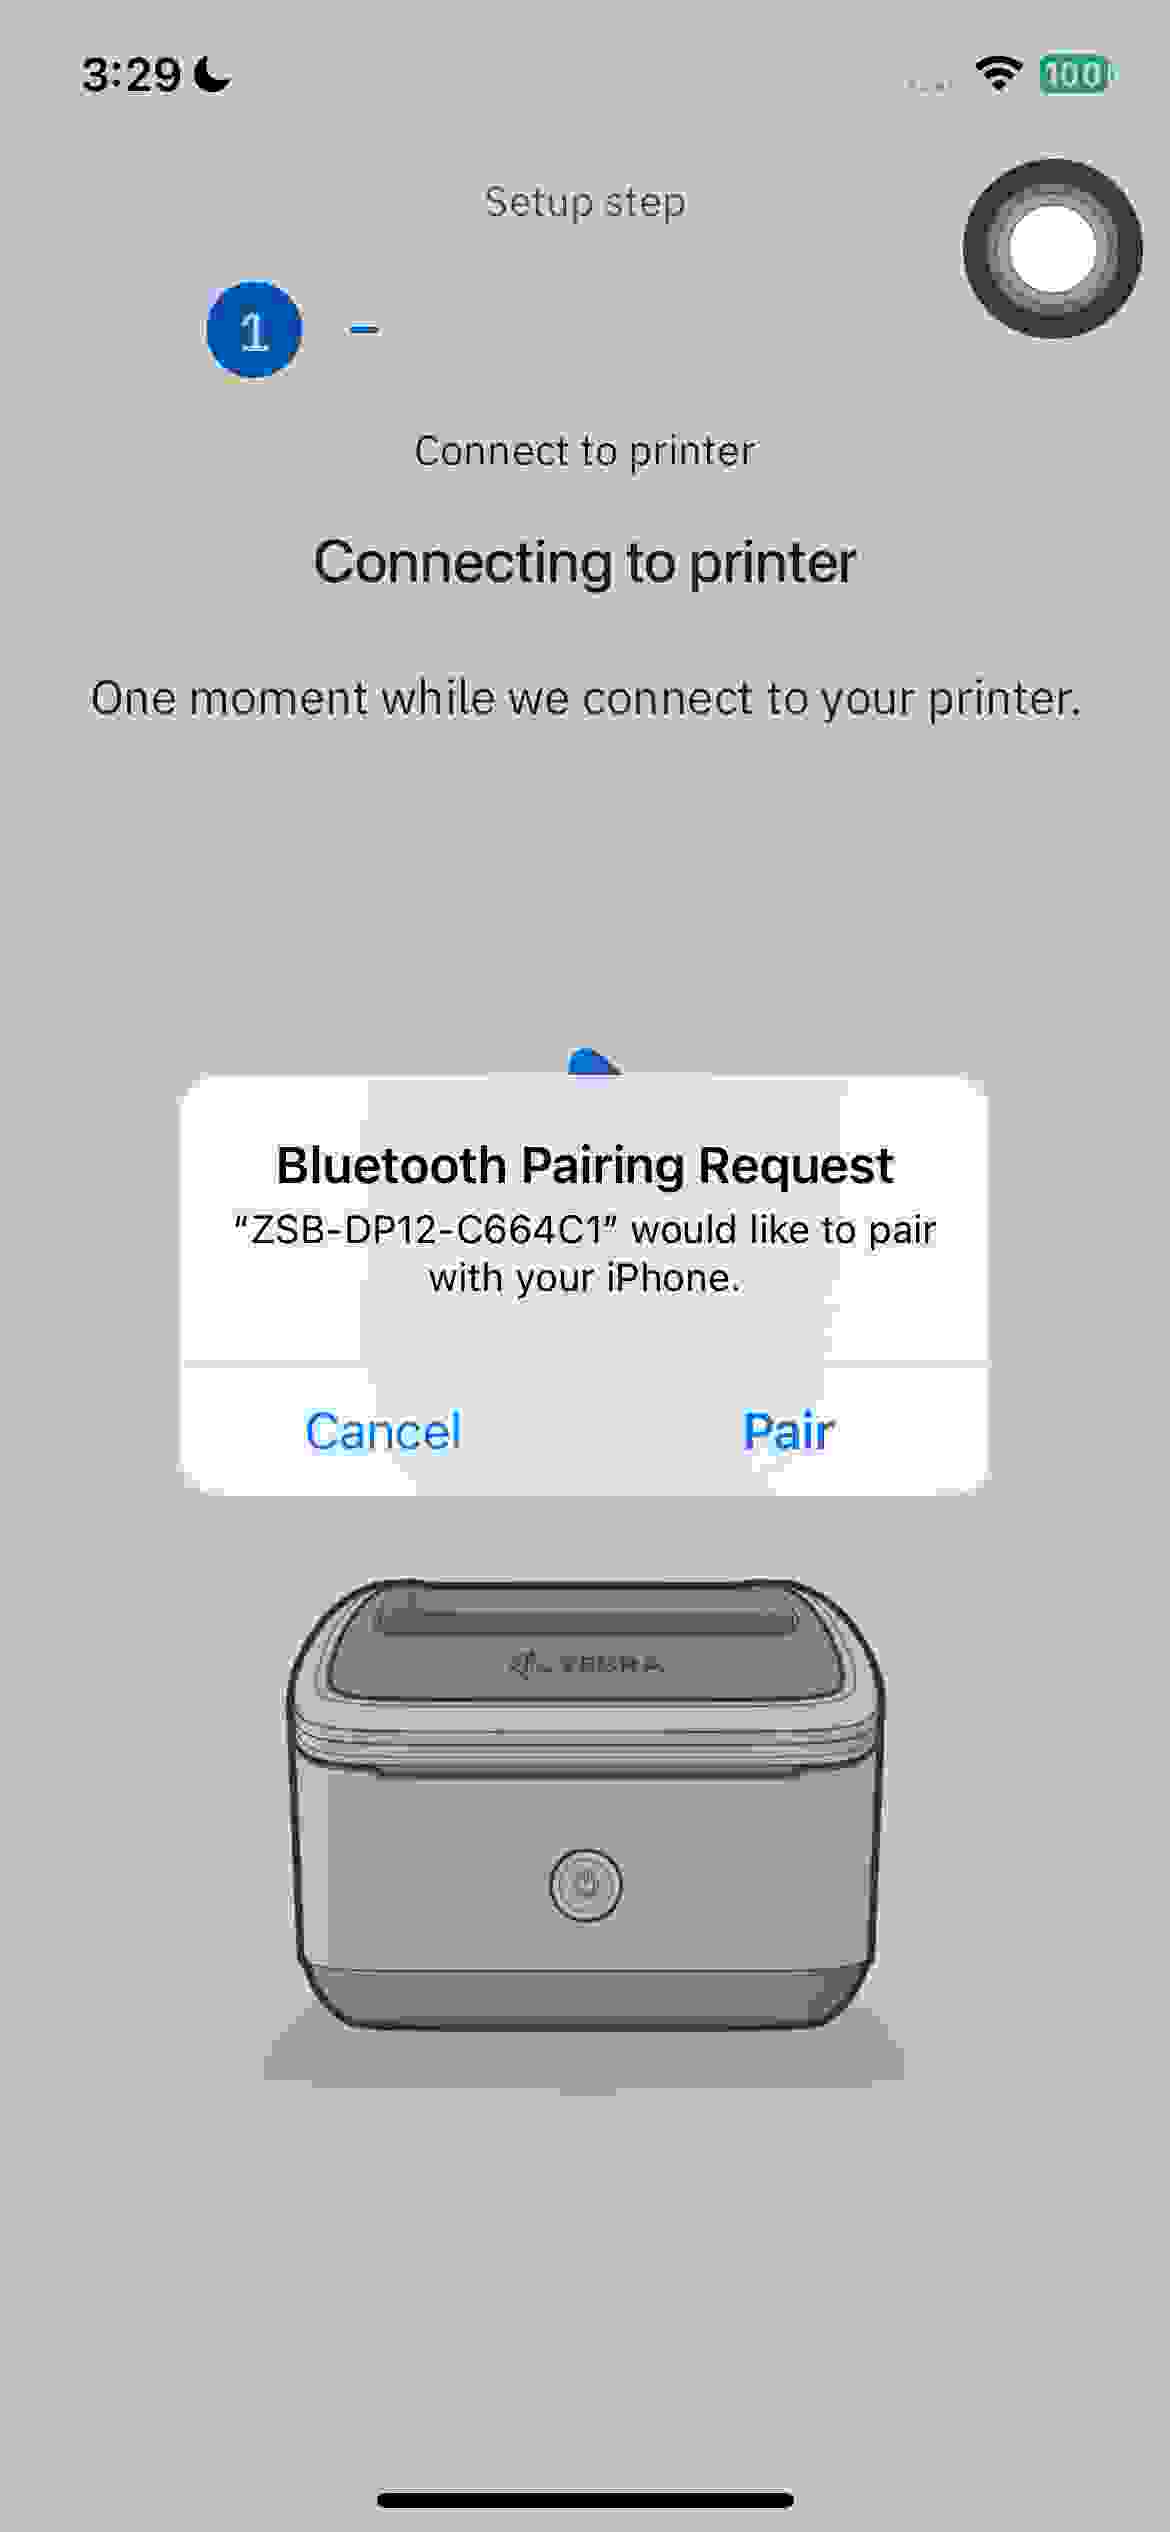 3:29
100
Setup step
1
Connect to printer
Connecting to printer
One moment while we connect to your printer.
Bluetooth Pairing Request
"ZSB-DP12-C664C1" would like to pair
with your iPhone.
Cancel
Pair
ZEBRA